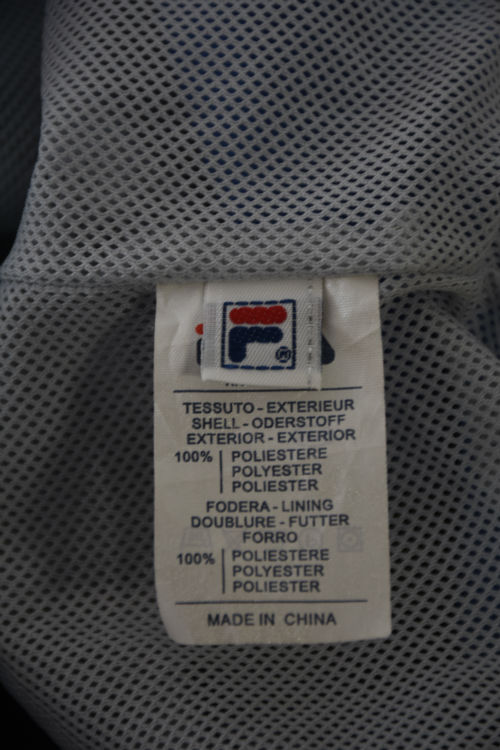 F
®
TESSUTO - EXTERIEUR
SHELL - ODERSTOFF
EXTERIOR - EXTERIOR
100% POLIESTERE
POLYESTER
POLIESTER
FODERA - LINING
DOUBLURE - FUTTER
FORRO
100% POLIESTERE
POLYESTER
POLIESTER
MADE IN CHINA